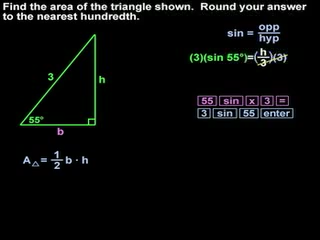 Find the area of the triangle shown. Round your answer
to the nearest hundredth.
sin = opp/hyp
(3)(sin 55°)=(h/3)(3)
3
h
55°
b
55 sin x 3 =
3 sin 55 enter
A△ = 1/2 b · h